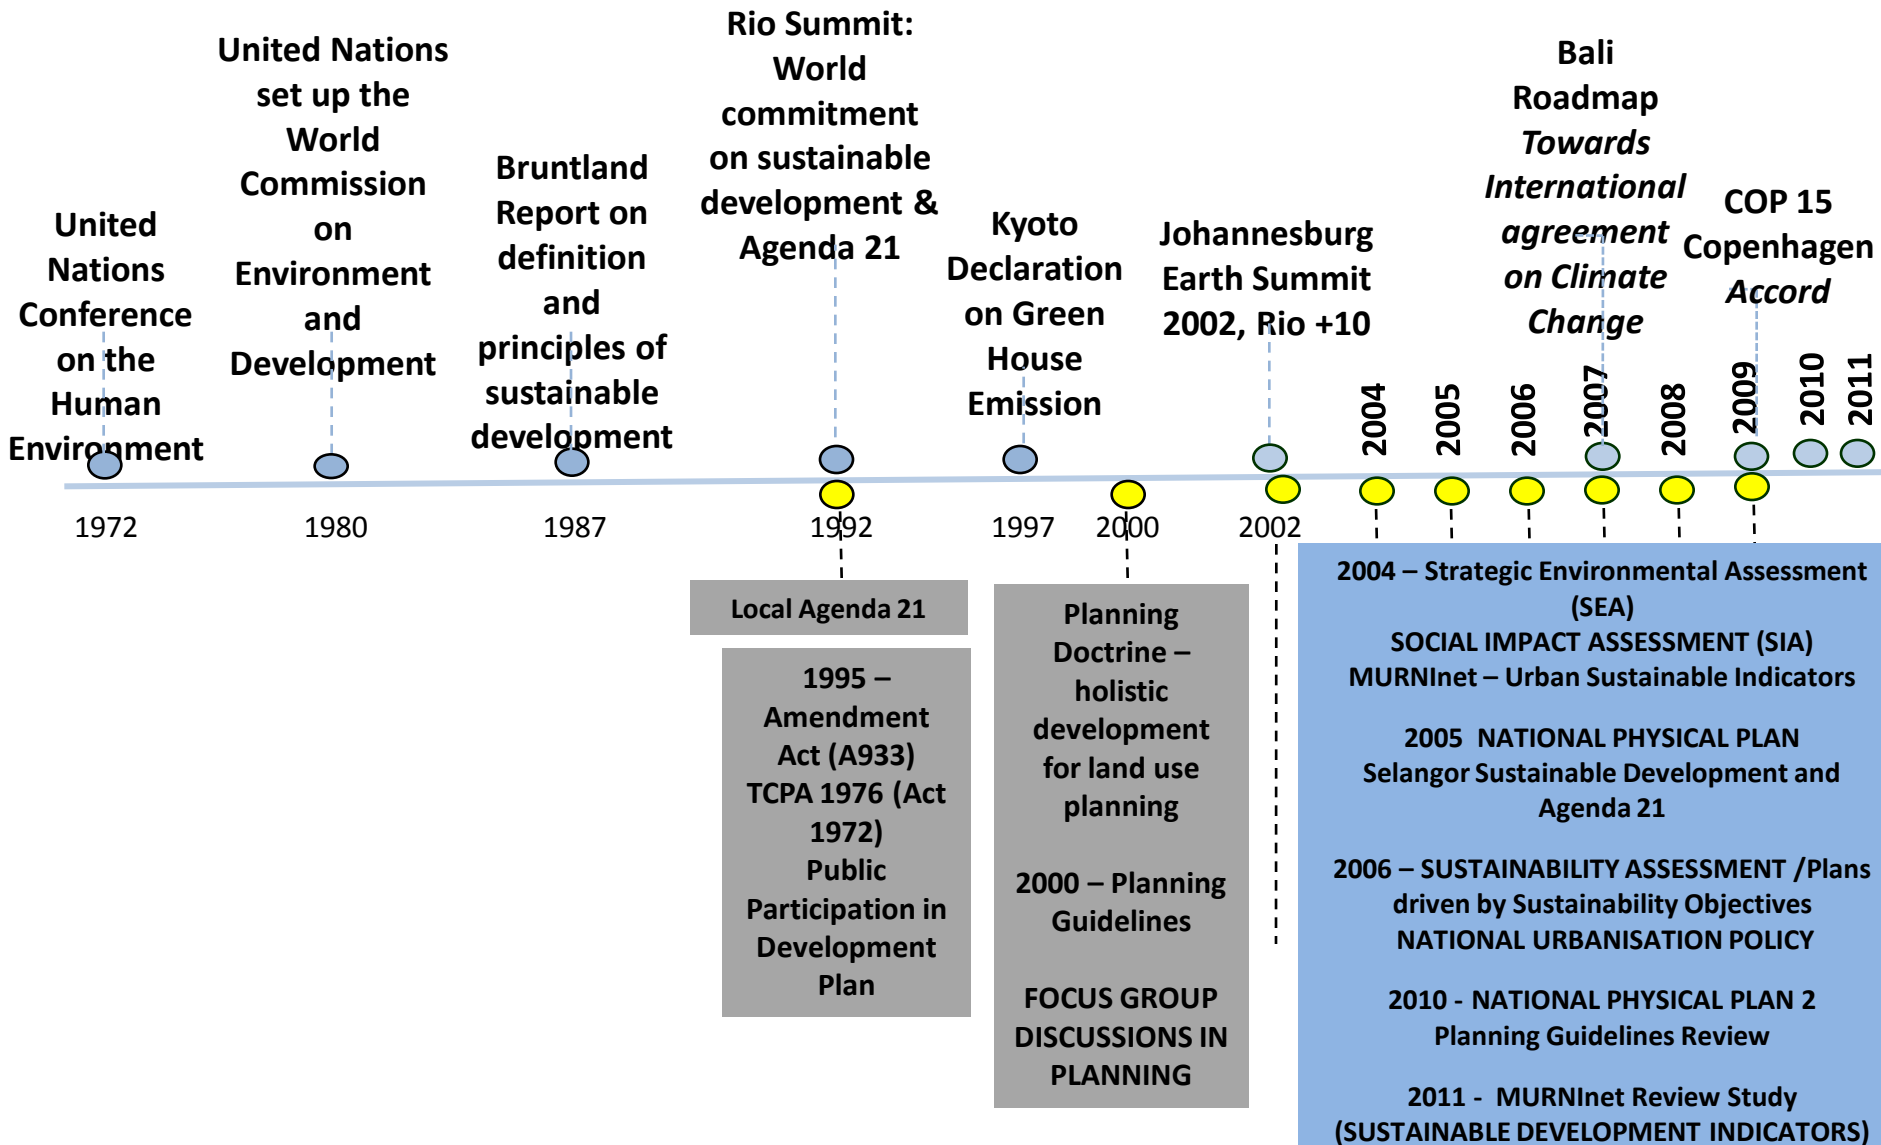 United
Nations
Conference
on the
Human
Environment
United Nations
set up the
World
Commission
on
Environment
and
Development
Bruntland
Report on
definition
and
principles of
sustainable
development
Rio Summit:
World
commitment
on sustainable
development &
Agenda 21
Kyoto
Declaration
on Green
House
Emission
Johannesburg
Earth Summit
2002, Rio +10
Bali
Roadmap
Towards
International
agreement
on Climate
Change
COP 15
Copenhagen
Accord
2004
2005
2006
2007
2008
2009
2010
2011
1972
1980
1987
1992
1997
2000
2002
Local Agenda 21
1995 –
Amendment
Act (A933)
TCPA 1976 (Act
1972)
Public
Participation in
Development
Plan
Planning
Doctrine –
holistic
development
for land use
planning
2000 – Planning
Guidelines
FOCUS GROUP
DISCUSSIONS IN
PLANNING
2004 – Strategic Environmental Assessment
(SEA)
SOCIAL IMPACT ASSESSMENT (SIA)
MURNInet – Urban Sustainable Indicators
2005  NATIONAL PHYSICAL PLAN
Selangor Sustainable Development and
Agenda 21
2006 – SUSTAINABILITY ASSESSMENT /Plans
driven by Sustainability Objectives
NATIONAL URBANISATION POLICY
2010 - NATIONAL PHYSICAL PLAN 2
Planning Guidelines Review
2011 -  MURNInet Review Study
(SUSTAINABLE DEVELOPMENT INDICATORS)